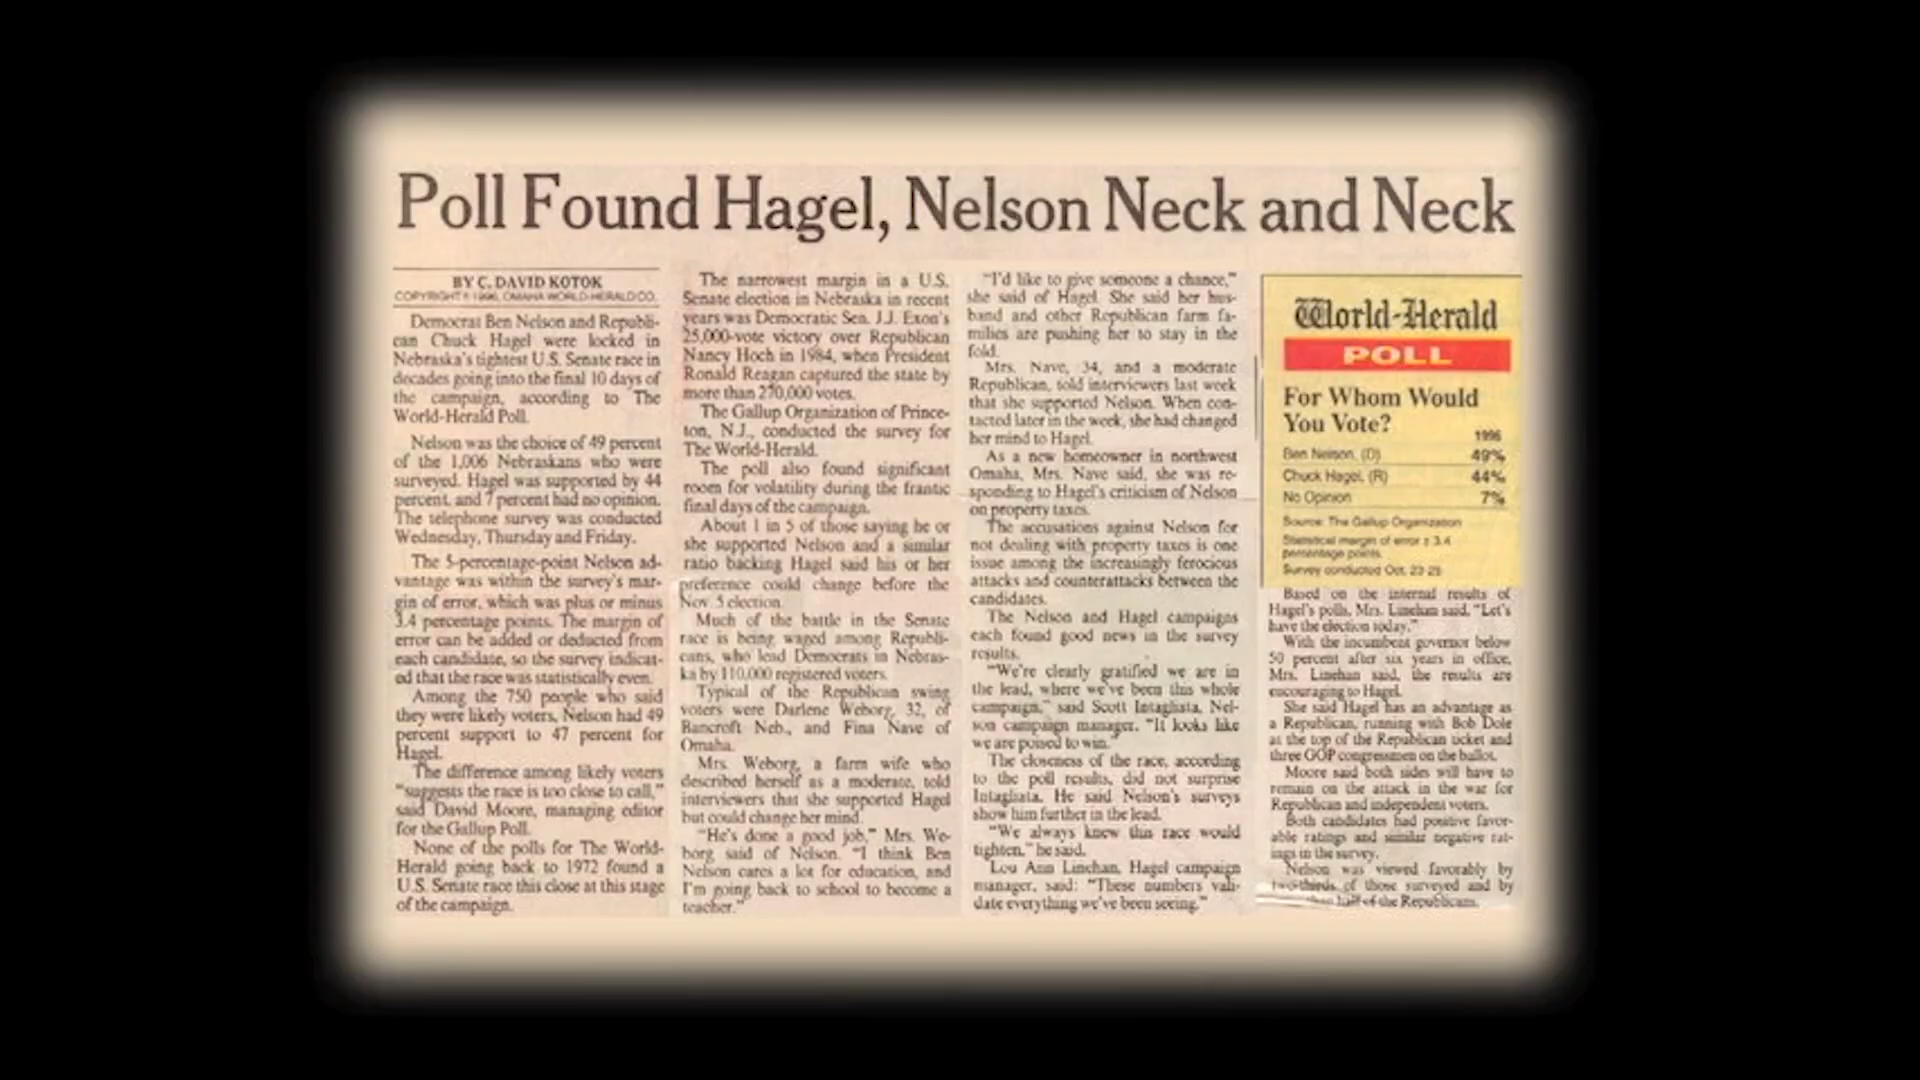 Poll Found Hagel, Nelson Neck and Neck
BY C. DAVID KOTOK
COPYRIGHT © 1996, OMAHA WORLD-HERALD CO.
Democrat Ben Nelson and Republi-
can Chuck Hagel were locked in
Nebraska's tightest U.S. Senate race in
decades going into the final 10 days of
the campaign, according to The
World-Herald Poll.
Nelson was the choice of 49 percent
of the 1,006 Nebraskans who were
surveyed. Hagel was supported by 44
percent, and 7 percent had no opinion.
The telephone survey was conducted
Wednesday, Thursday and Friday.
The 5-percentage-point Nelson ad-
vantage was within the survey's mar-
gin of error, which was plus or minus
3.4 percentage points. The margin of
error can be added or deducted from
each candidate, so the survey indicat-
ed that the race was statistically even.
Among the 750 people who said
they were likely voters, Nelson had 49
percent support to 47 percent for
Hagel.
The difference among likely voters
"suggests the race is too close to call,"
said David Moore, managing editor
for the Gallup Poll.
None of the polls for The World-
Herald going back to 1972 found a
U.S. Senate race this close at this stage
of the campaign.
The narrowest margin in a U.S.
Senate election in Nebraska in recent
years was Democratic Sen. J.J. Exon's
25,000-vote victory over Republican
Nancy Hoch in 1984, when President
Ronald Reagan captured the state by
more than 270,000 votes.
The Gallup Organization of Prince-
ton, N.J., conducted the survey for
The World-Herald.
The poll also found significant
room for volatility during the frantic
final days of the campaign.
About 1 in 5 of those saying he or
she supported Nelson and a similar
ratio backing Hagel said his or her
preference could change before the
Nov. 5 election.
Much of the battle in the Senate
race is being waged among Republi-
cans, who lead Democrats in Nebras-
ka by 110,000 registered voters.
Typical of the Republican swing
voters were Darlene Weborg, 32, of
Bancroft Neb., and Fina Nave of
Omaha.
Mrs. Weborg, a farm wife who
described herself as a moderate, told
interviewers that she supported Hagel
but could change her mind.
"He's done a good job," Mrs. We-
borg said of Nelson. "I think Ben
Nelson cares a lot for education, and
I'm going back to school to become a
teacher."
"I'd like to give someone a chance,"
she said of Hagel. She said her hus-
band and other Republican farm fa-
milies are pushing her to stay in the
fold.
Mrs. Nave, 34, and a moderate
Republican, told interviewers last week
that she supported Nelson. When con-
tacted later in the week, she had changed
her mind to Hagel.
As a new homeowner in northwest
Omaha, Mrs. Nave said, she was re-
sponding to Hagel's criticism of Nelson
on property taxes.
The accusations against Nelson for
not dealing with property taxes is one
issue among the increasingly ferocious
attacks and counterattacks between the
candidates.
The Nelson and Hagel campaigns
each found good news in the survey
results.
"We're clearly gratified we are in
the lead, where we've been this whole
campaign," said Scott Intagliata, Nel-
son campaign manager. "It looks like
we are poised to win."
The closeness of the race, according
to the poll results, did not surprise
Intagliata. He said Nelson's surveys
show him further in the lead.
"We always knew this race would
tighten," he said.
Lou Ann Linehan, Hagel campaign
manager, said: "These numbers vali-
date everything we've been seeing."
World-Herald
POLL
For Whom Would
You Vote?
1996
Ben Nelson, (D) 49%
Chuck Hagel, (R) 44%
No Opinion 7%
Source: The Gallup Organization
Statistical margin of error ± 3.4
percentage points.
Survey conducted Oct. 23-25
Based on the internal results of
Hagel's polls, Mrs. Linehan said, "Let's
have the election today."
With the incumbent governor below
50 percent after six years in office,
Mrs. Linehan said, the results are
encouraging to Hagel.
She said Hagel has an advantage as
a Republican, running with Bob Dole
at the top of the Republican ticket and
three GOP congressmen on the ballot.
Moore said both sides will have to
remain on the attack in the war for
Republican and independent voters.
Both candidates had positive favor-
able ratings and similar negative rat-
ings in the survey.
Nelson was viewed favorably by
two-thirds of those surveyed and by
than half of the Republicans.